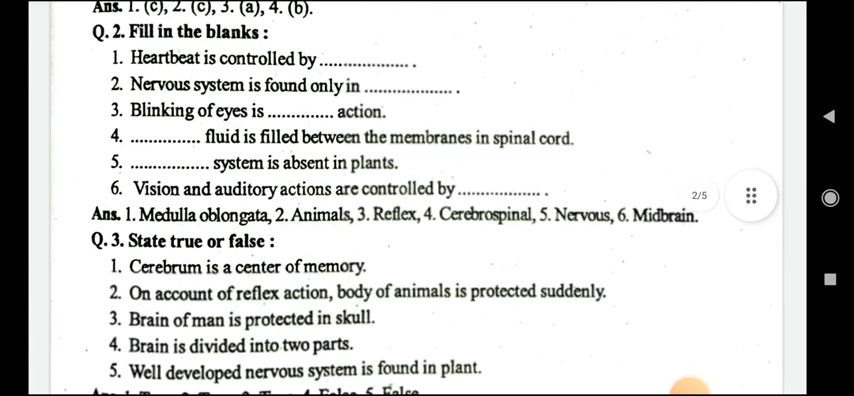 Ans. 1. (c), 2. (c), 3. (a), 4. (b).
Q. 2. Fill in the blanks :
1. Heartbeat is controlled by ................... .
2. Nervous system is found only in ................... .
3. Blinking of eyes is .............. action.
4. ............... fluid is filled between the membranes in spinal cord.
5. ................. system is absent in plants.
6. Vision and auditory actions are controlled by .................. .
2/5
Ans. 1. Medulla oblongata, 2. Animals, 3. Reflex, 4. Cerebrospinal, 5. Nervous, 6. Midbrain.
Q. 3. State true or false :
1. Cerebrum is a center of memory.
2. On account of reflex action, body of animals is protected suddenly.
3. Brain of man is protected in skull.
4. Brain is divided into two parts.
5. Well developed nervous system is found in plant.
4. False, 5. False